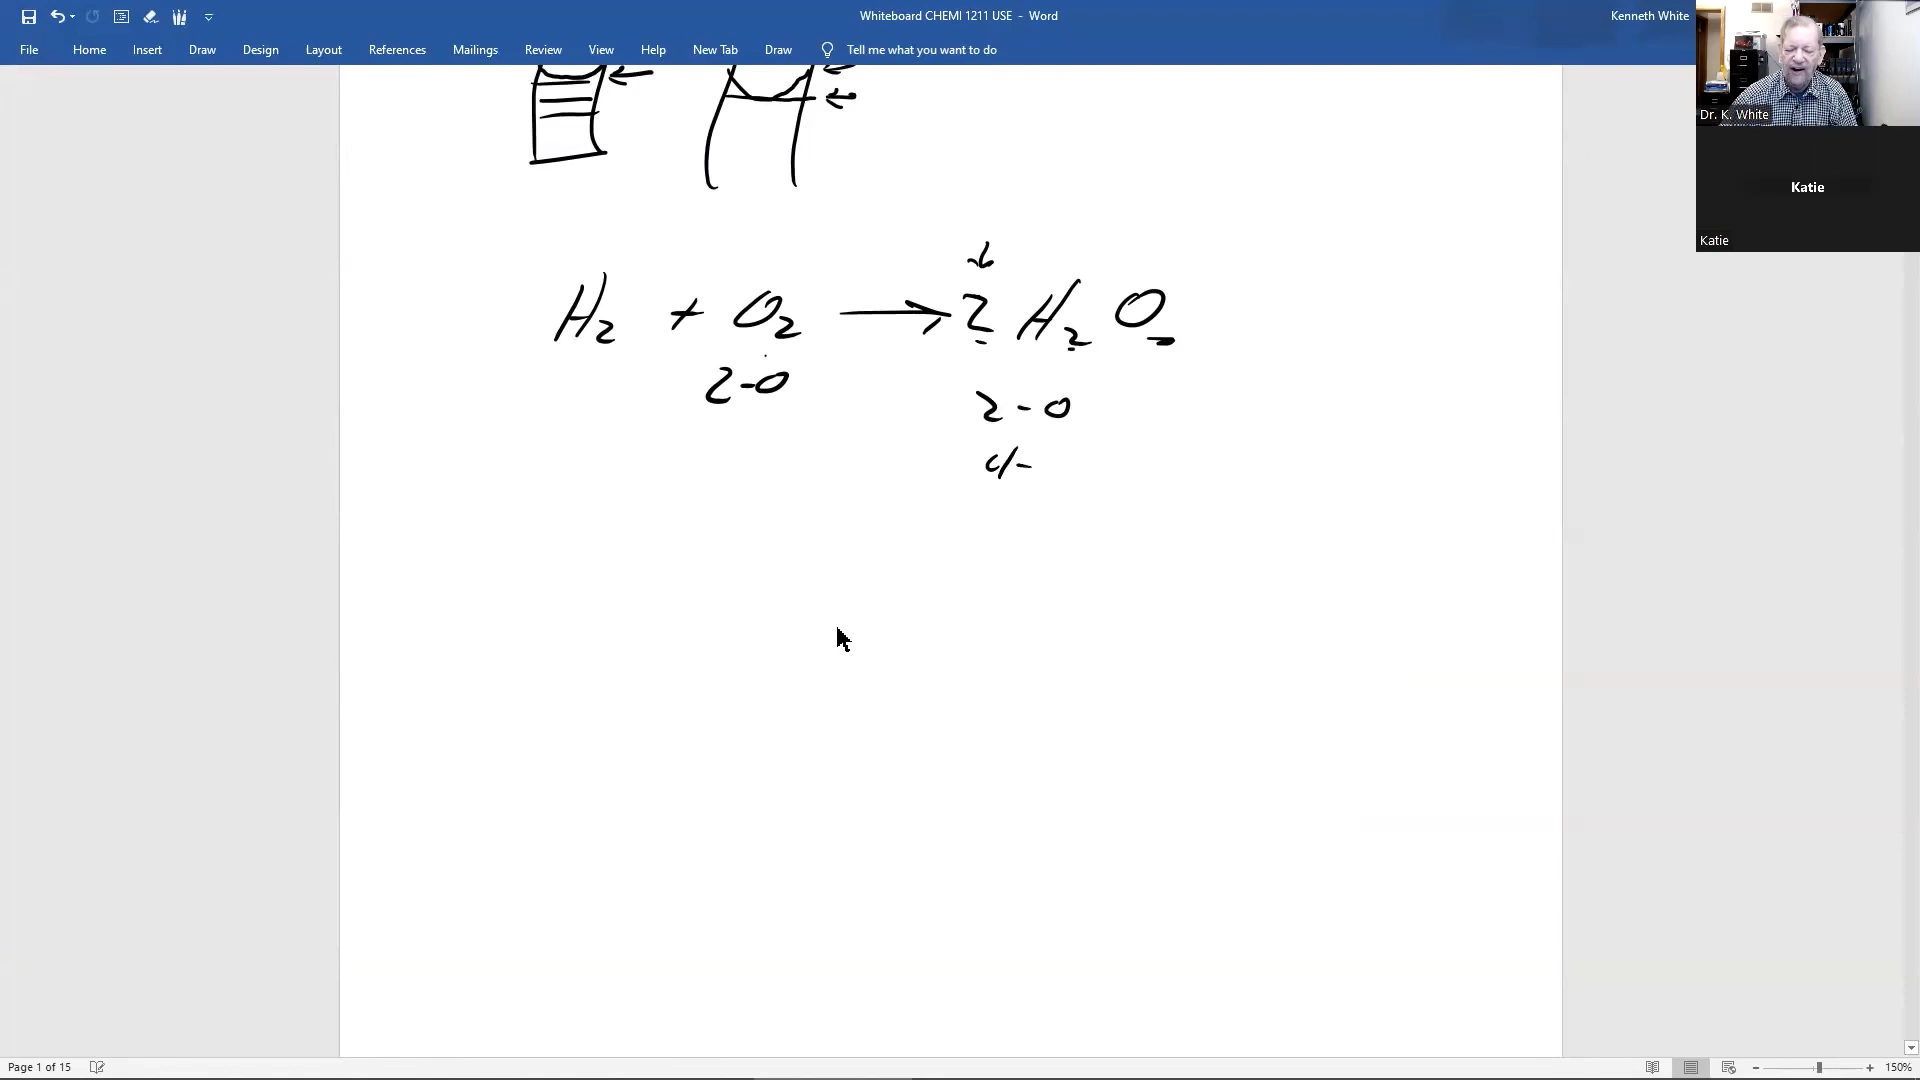 Whiteboard CHEMI 1211 USE - Word
Kenneth White
File Home Insert Draw Design Layout References Mailings Review View Help New Tab Draw Tell me what you want to do
Dr. K. White
Katie
Katie
H₂ + O₂ → 2 H₂ O
2-O
2-O
4-
Page 1 of 15
150%